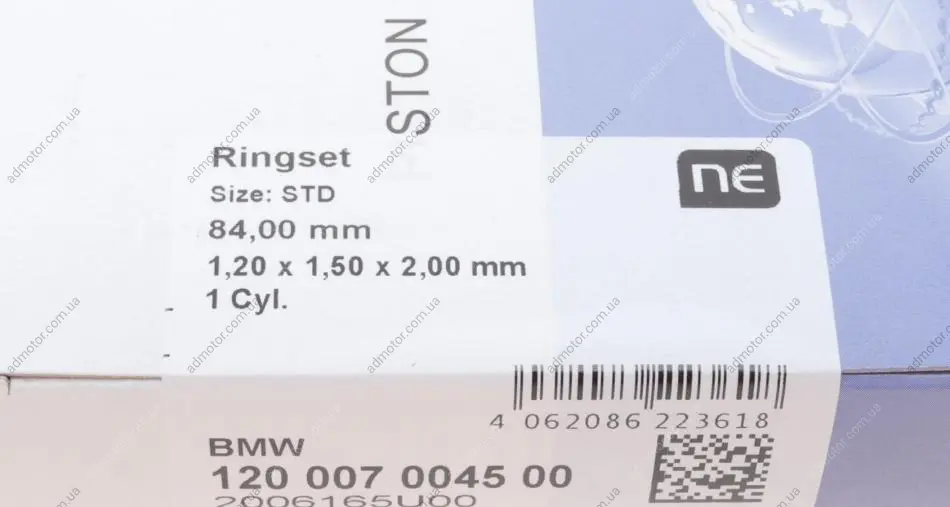 STON
Ringset
NE
Size: STD
84,00 mm
1,20 x 1,50 x 2,00 mm
1 Cyl.
4 062086 223618
BMW
120 007 0045 00
2006165U00
admotor.com.ua